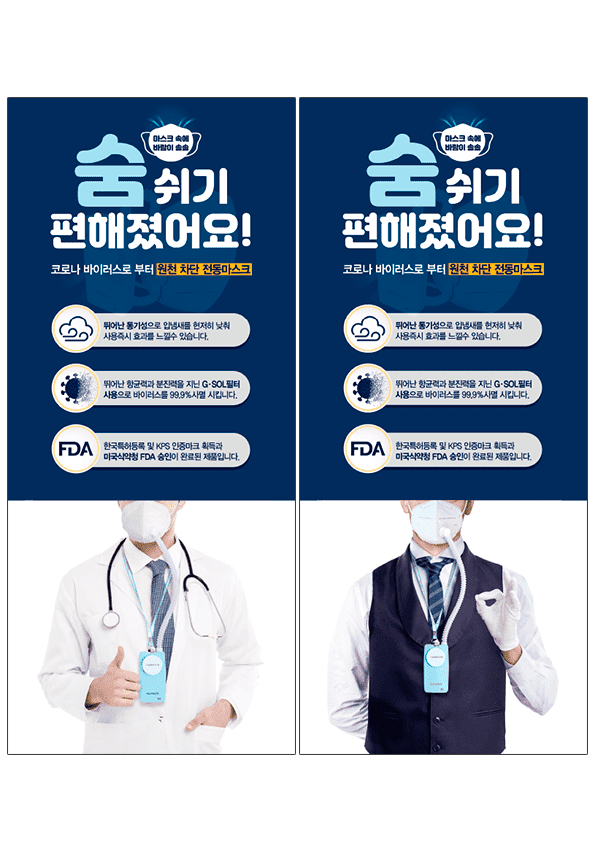 마스크 속에
바람이 솔솔
숨 쉬기
편해졌어요!
코로나 바이러스로 부터 원천 차단 전동마스크
뛰어난 통기성으로 입냄새를 현저히 낮춰
사용즉시 효과를 느낄수 있습니다.
뛰어난 항균력과 분진력을 지닌 G·SOL필터
사용으로 바이러스를 99,9%사멸 시킵니다.
FDA
한국특허등록 및 KPS 인증마크 획득과
미국식약청 FDA 승인이 완료된 제품입니다.
마스크 속에
바람이 솔솔
숨 쉬기
편해졌어요!
코로나 바이러스로 부터 원천 차단 전동마스크
뛰어난 통기성으로 입냄새를 현저히 낮춰
사용즉시 효과를 느낄수 있습니다.
뛰어난 항균력과 분진력을 지닌 G·SOL필터
사용으로 바이러스를 99,9%사멸 시킵니다.
FDA
한국특허등록 및 KPS 인증마크 획득과
미국식약청 FDA 승인이 완료된 제품입니다.